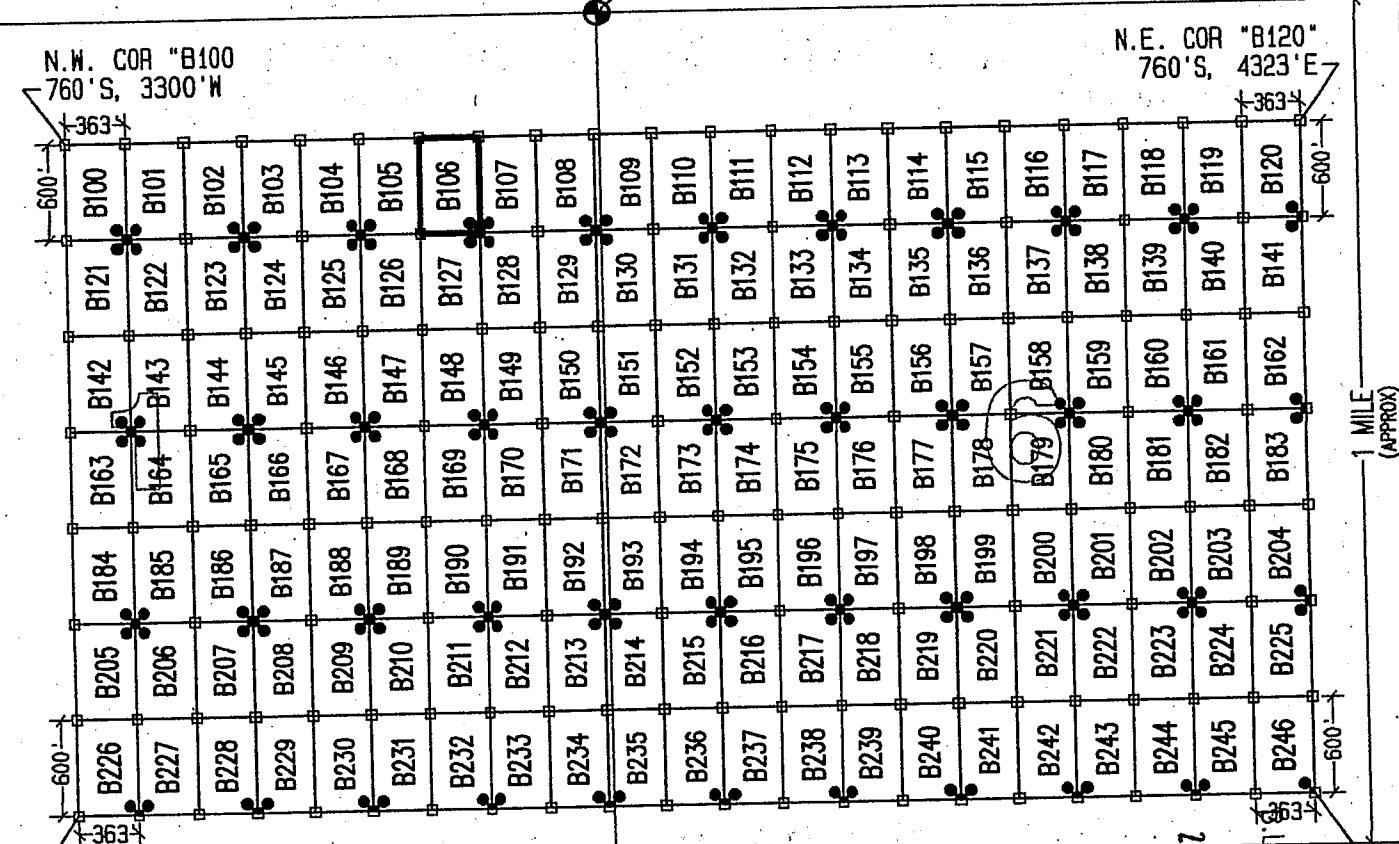 N.W. COR "B100
760'S, 3300'W
N.E. COR "B120"
760'S, 4323'E
363'
363'
600'
B100 B101 B102 B103 B104 B105 B106 B107 B108 B109 B110 B111 B112 B113 B114 B115 B116 B117 B118 B119 B120
600'
B121 B122 B123 B124 B125 B126 B127 B128 B129 B130 B131 B132 B133 B134 B135 B136 B137 B138 B139 B140 B141
B142 B143 B144 B145 B146 B147 B148 B149 B150 B151 B152 B153 B154 B155 B156 B157 B158 B159 B160 B161 B162
1 MILE
(APPROX)
B163 B164 B165 B166 B167 B168 B169 B170 B171 B172 B173 B174 B175 B176 B177 B178 B179 B180 B181 B182 B183
B184 B185 B186 B187 B188 B189 B190 B191 B192 B193 B194 B195 B196 B197 B198 B199 B200 B201 B202 B203 B204
B205 B206 B207 B208 B209 B210 B211 B212 B213 B214 B215 B216 B217 B218 B219 B220 B221 B222 B223 B224 B225
600'
B226 B227 B228 B229 B230 B231 B232 B233 B234 B235 B236 B237 B238 B239 B240 B241 B242 B243 B244 B245 B246
600'
363'
363'